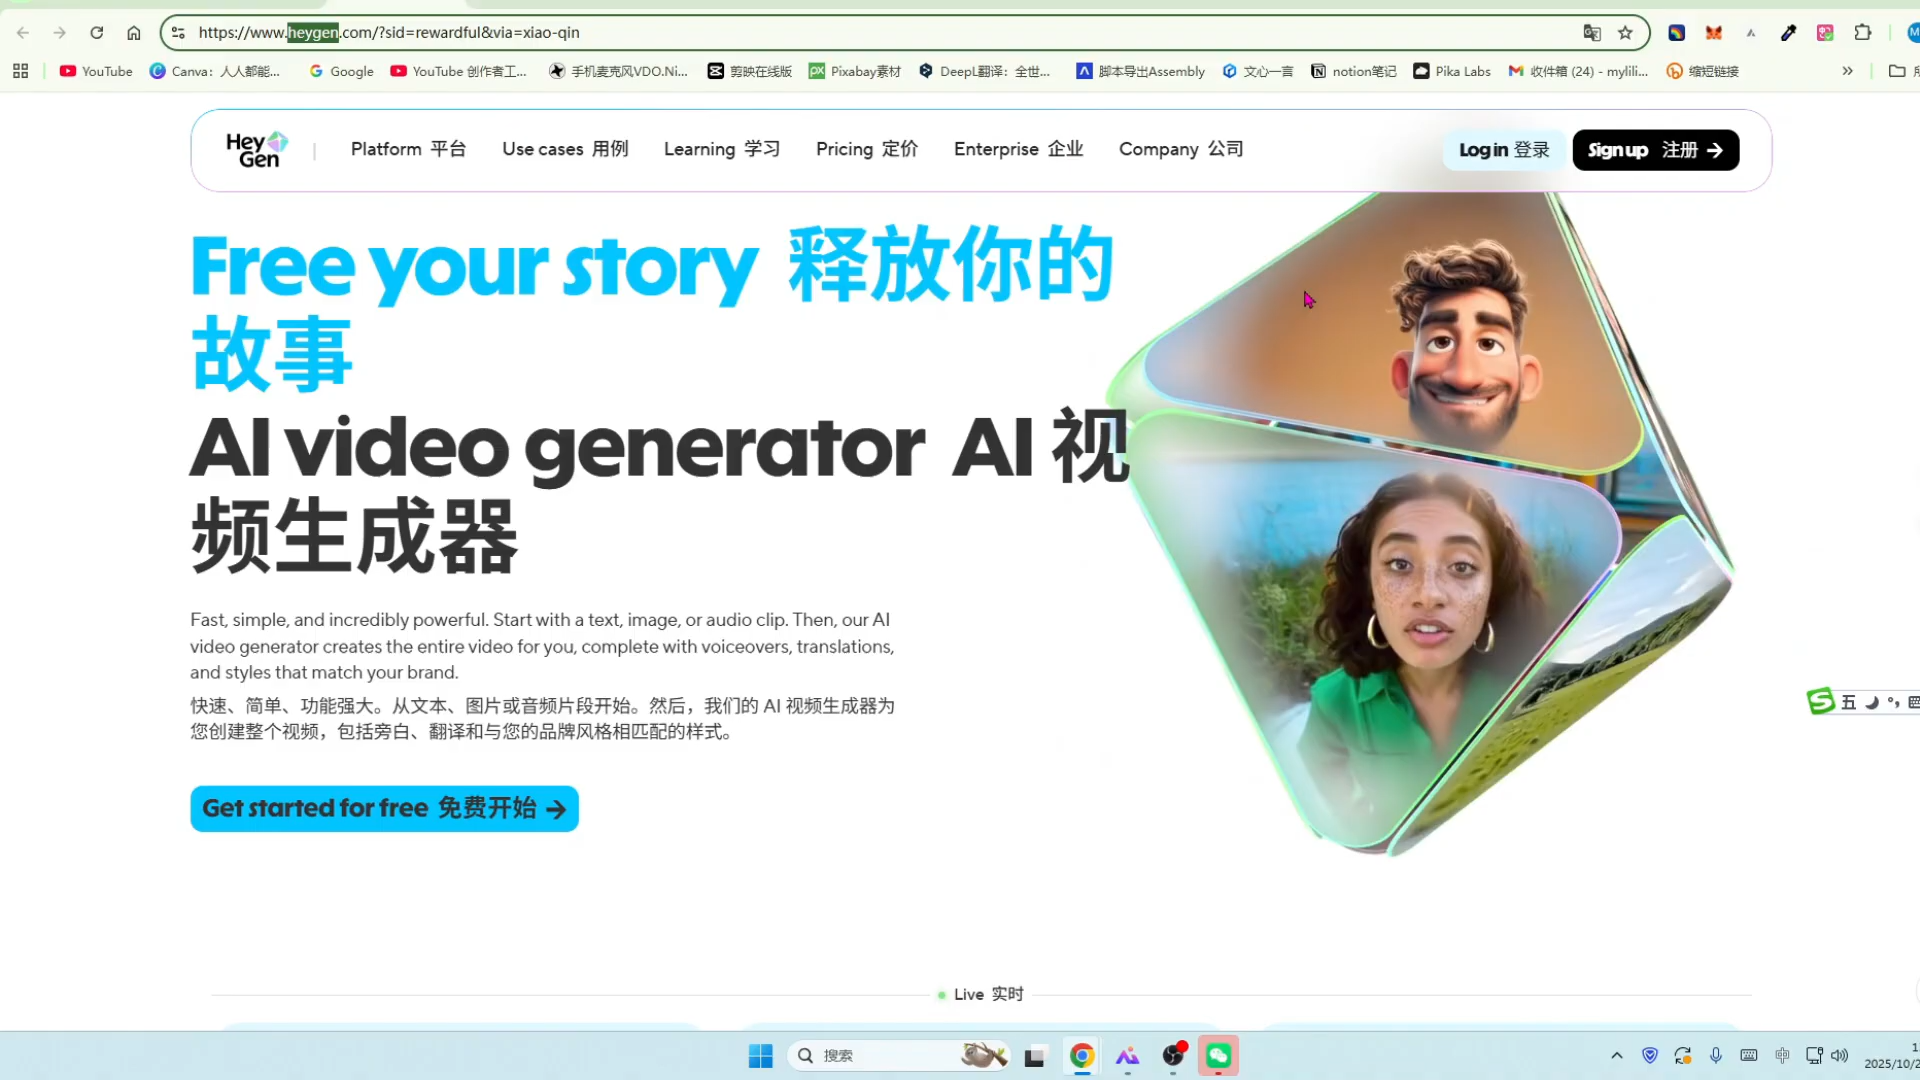 https://www.heygen.com/?sid=rewardful&via=xiao-qin
YouTube
Canva：人人都能...
Google
YouTube 创作者工...
手机麦克风VDO.Ni...
剪映在线版
Pixabay素材
DeepL翻译：全世...
脚本导出Assembly
文心一言
notion笔记
Pika Labs
收件箱 (24) - mylili...
缩短链接
Hey Gen
Platform 平台
Use cases 用例
Learning 学习
Pricing 定价
Enterprise 企业
Company 公司
Log in 登录
Sign up 注册 →
Free your story 释放你的
故事
AI video generator AI 视
频生成器
Fast, simple, and incredibly powerful. Start with a text, image, or audio clip. Then, our AI
video generator creates the entire video for you, complete with voiceovers, translations,
and styles that match your brand.
快速、简单、功能强大。从文本、图片或音频片段开始。然后，我们的 AI 视频生成器为
您创建整个视频，包括旁白、翻译和与您的品牌风格相匹配的样式。
Get started for free 免费开始 →
五
Live 实时
搜索
中
2025/10/2